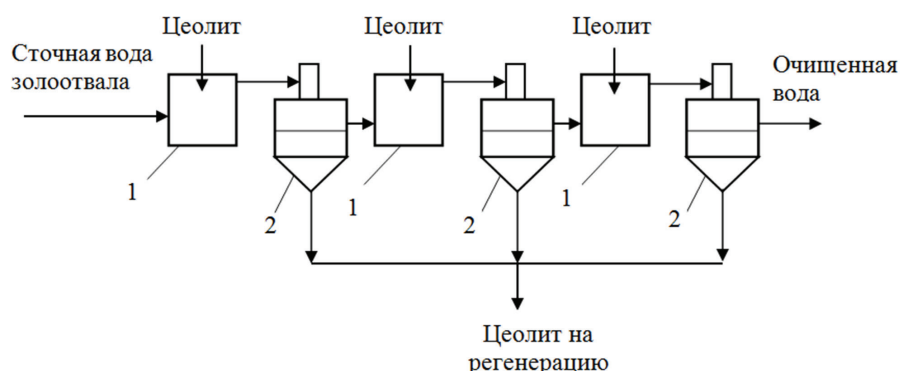 Цеолит
Цеолит
Цеолит
Сточная вода
золоотвала
Очищенная
вода
1
2
1
2
1
2
Цеолит на
регенерацию